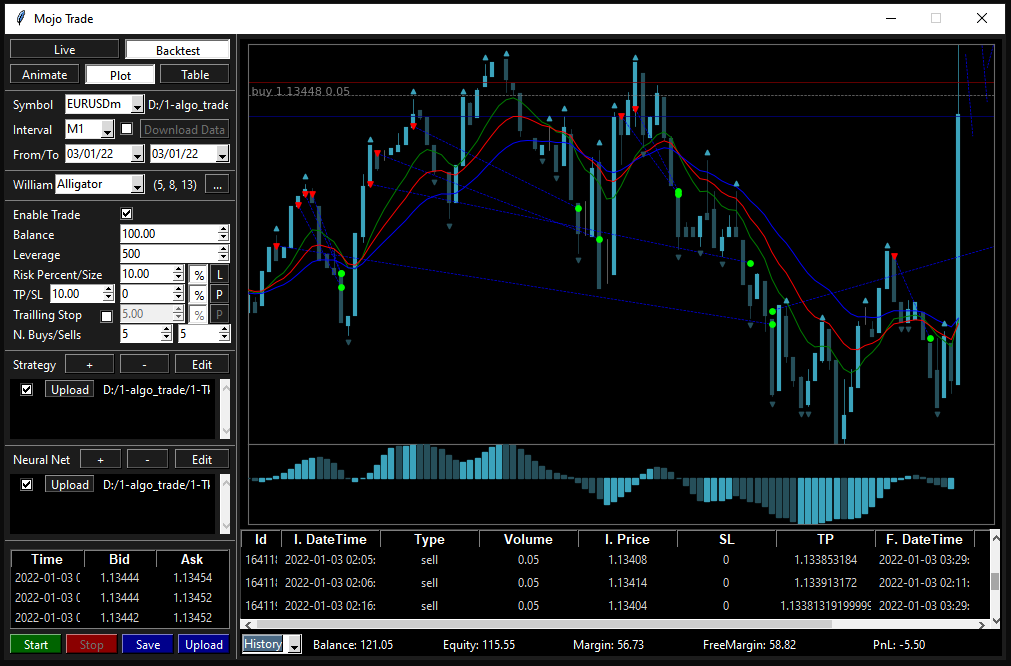 Mojo Trade
Live Backtest
Animate Plot Table
Symbol EURUSDm D:/1-algo_trade
Interval M1 Download Data
From/To 03/01/22 03/01/22
William Alligator (5, 8, 13) ...
Enable Trade
Balance 100.00
Leverage 500
Risk Percent/Size 10.00 % L
TP/SL 10.00 0 % P
Trailling Stop 5.00 % P
N. Buys/Sells 5 5
Strategy + - Edit
Upload D:/1-algo_trade/1-Tk
Neural Net + - Edit
Upload D:/1-algo_trade/1-Tk
Time Bid Ask
2022-01-03 0 1.13444 1.13454
2022-01-03 0 1.13444 1.13452
2022-01-03 0 1.13442 1.13452
Start Stop Save Upload
buy 1.13448 0.05
Id I. DateTime Type Volume I. Price SL TP F. DateTime
16411 2022-01-03 02:05: sell 0.05 1.13408 0 1.133853184 2022-01-03 03:29:
16411 2022-01-03 02:06: sell 0.05 1.13414 0 1.133913172 2022-01-03 02:11:
16411 2022-01-03 02:16: sell 0.05 1.13404 0 1.13381319199999 2022-01-03 03:29:
History Balance: 121.05 Equity: 115.55 Margin: 56.73 FreeMargin: 58.82 PnL: -5.50